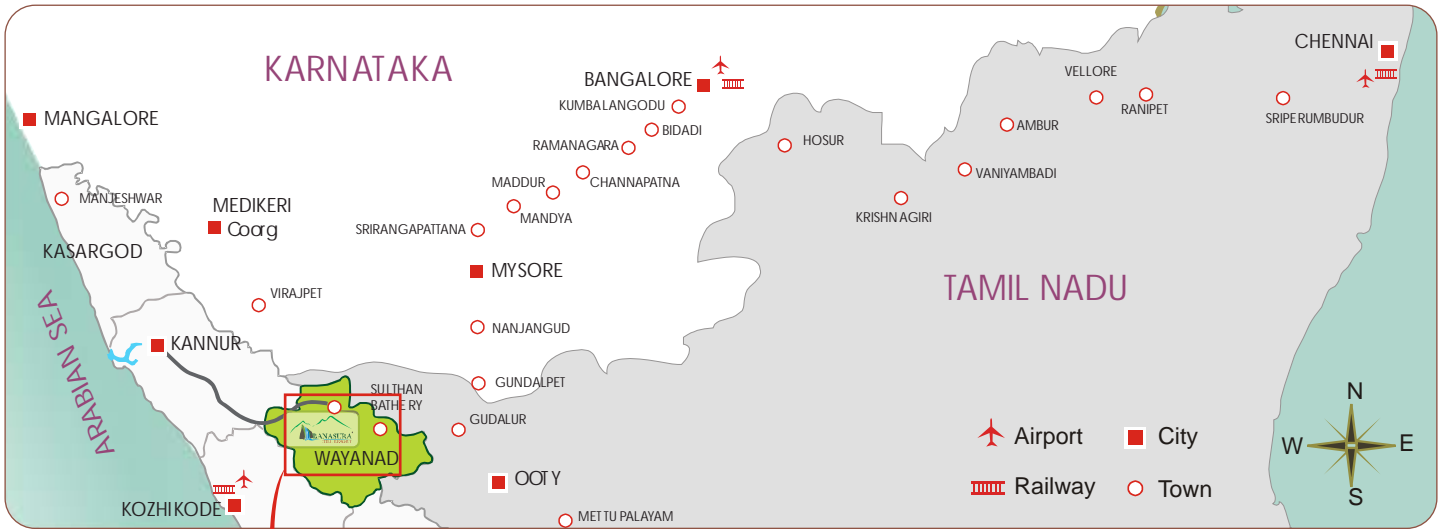 KARNATAKA
CHENNAI
BANGALORE
VELLORE
KUMBALANGODU
RANIPET
MANGALORE
SRIPE RUMBUDUR
BIDADI
AMBUR
HOSUR
RAMANAGARA
VANIYAMBADI
CHANNAPATNA
MADDUR
MANJESHWAR
MEDIKERI
Coorg
MANDYA
KRISHN AGIRI
SRIRANGAPATTANA
KASARGOD
MYSORE
TAMIL NADU
VIRAJPET
ARABIAN SEA
NANJANGUD
KANNUR
GUNDALPET
SULTHAN
BATHE RY
GUDALUR
BANASURA
WAYANAD
OOTY
KOZHIKODE
METTU PALAYAM
Airport
City
Railway
Town
N
W
E
S